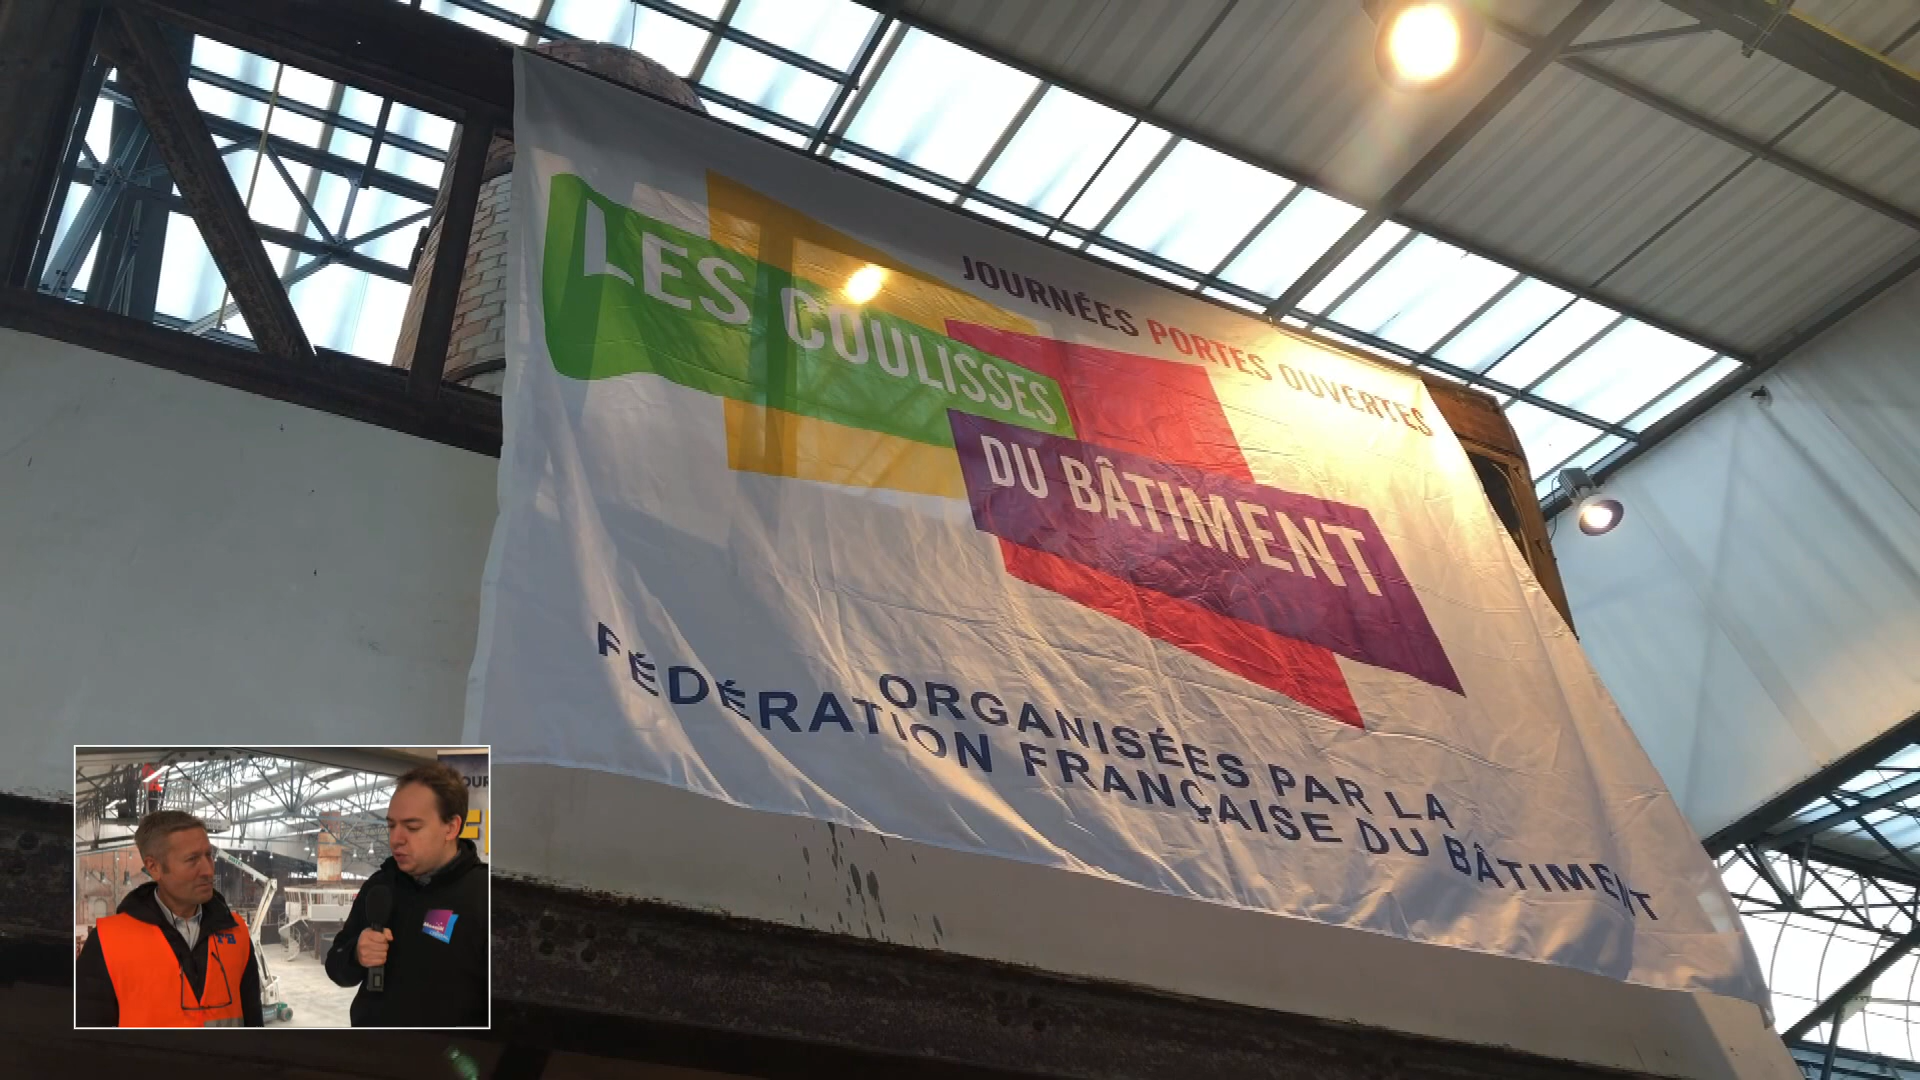 JOURNÉES PORTES OUVERTES
LES COULISSES
DU BÂTIMENT
ORGANISÉES PAR LA
FÉDÉRATION FRANÇAISE DU BÂTIMENT